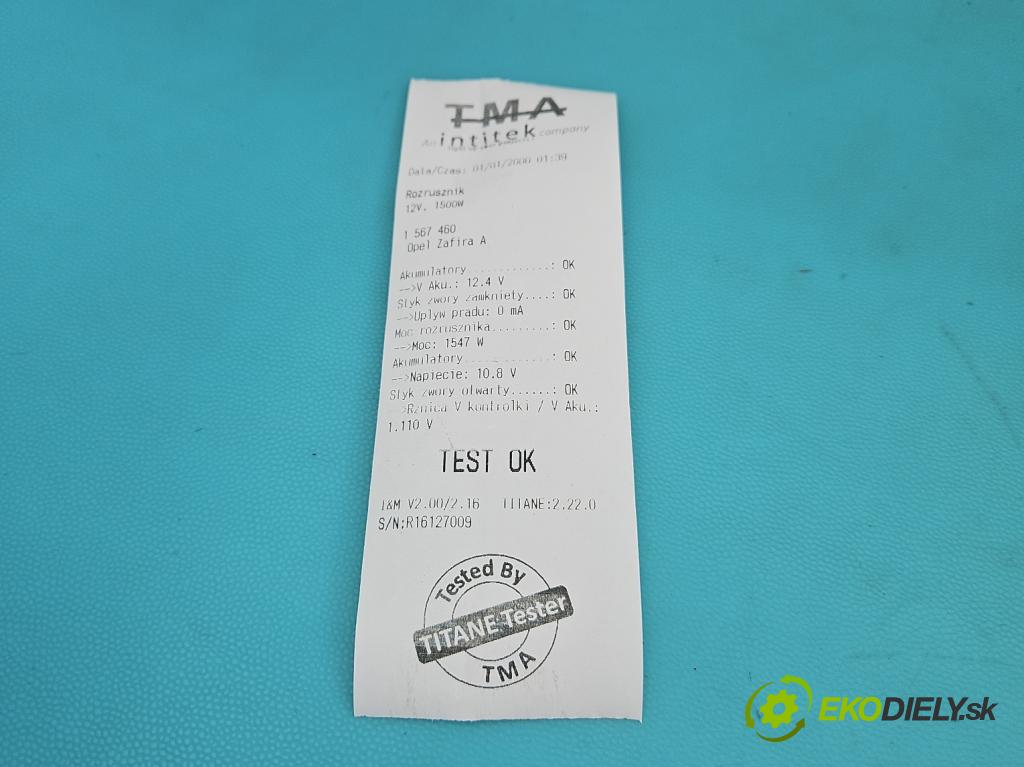 TMA
An intitek company
Data/Czas: 01/01/2000 01:39
Rozrusznik
12V, 1500W
1 567 460
Opel Zafira A
Akumulatory............: OK
-->V Aku.: 12.4 V
Styk zwory zamkniety....: OK
-->Uplyw pradu: 0 mA
Moc rozrusznika.........: OK
-->Moc: 1547 W
Akumulatory.............: OK
-->Napiecie: 10.8 V
Styk zwory otwarty......: OK
-->Rznica V kontrolki / V Aku.:
1.110 V
TEST OK
I&M V2.00/2.16 TITANE:2.22.0
S/N:R16127009
Tested By
TITANE Tester
TMA
EKODIELY.sk